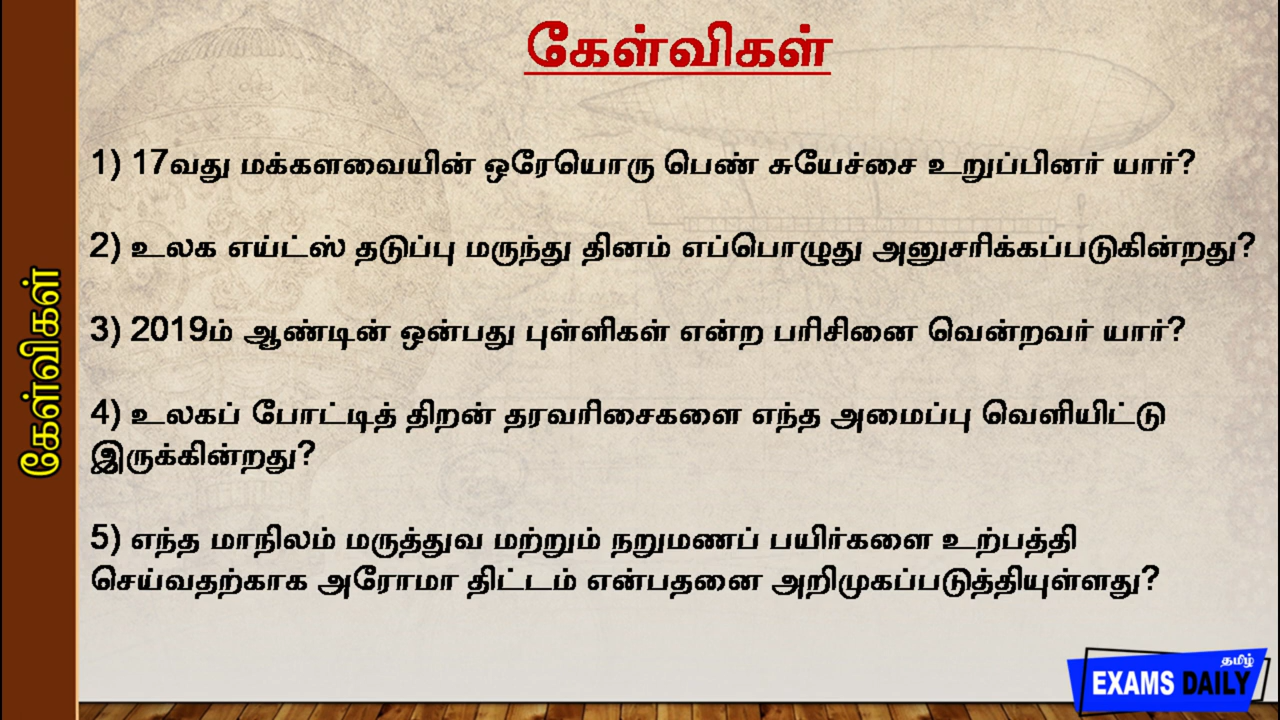 கேள்விகள்
கேள்விகள்
1) 17வது மக்களவையின் ஒரேயொரு பெண் சுயேச்சை உறுப்பினர் யார்?
2) உலக எய்ட்ஸ் தடுப்பு மருந்து தினம் எப்பொழுது அனுசரிக்கப்படுகின்றது?
3) 2019ம் ஆண்டின் ஒன்பது புள்ளிகள் என்ற பரிசினை வென்றவர் யார்?
4) உலகப் போட்டித் திறன் தரவரிசைகளை எந்த அமைப்பு வெளியிட்டு
இருக்கின்றது?
5) எந்த மாநிலம் மருத்துவ மற்றும் நறுமணப் பயிர்களை உற்பத்தி
செய்வதற்காக அரோமா திட்டம் என்பதனை அறிமுகப்படுத்தியுள்ளது?
தமிழ்
EXAMS DAILY